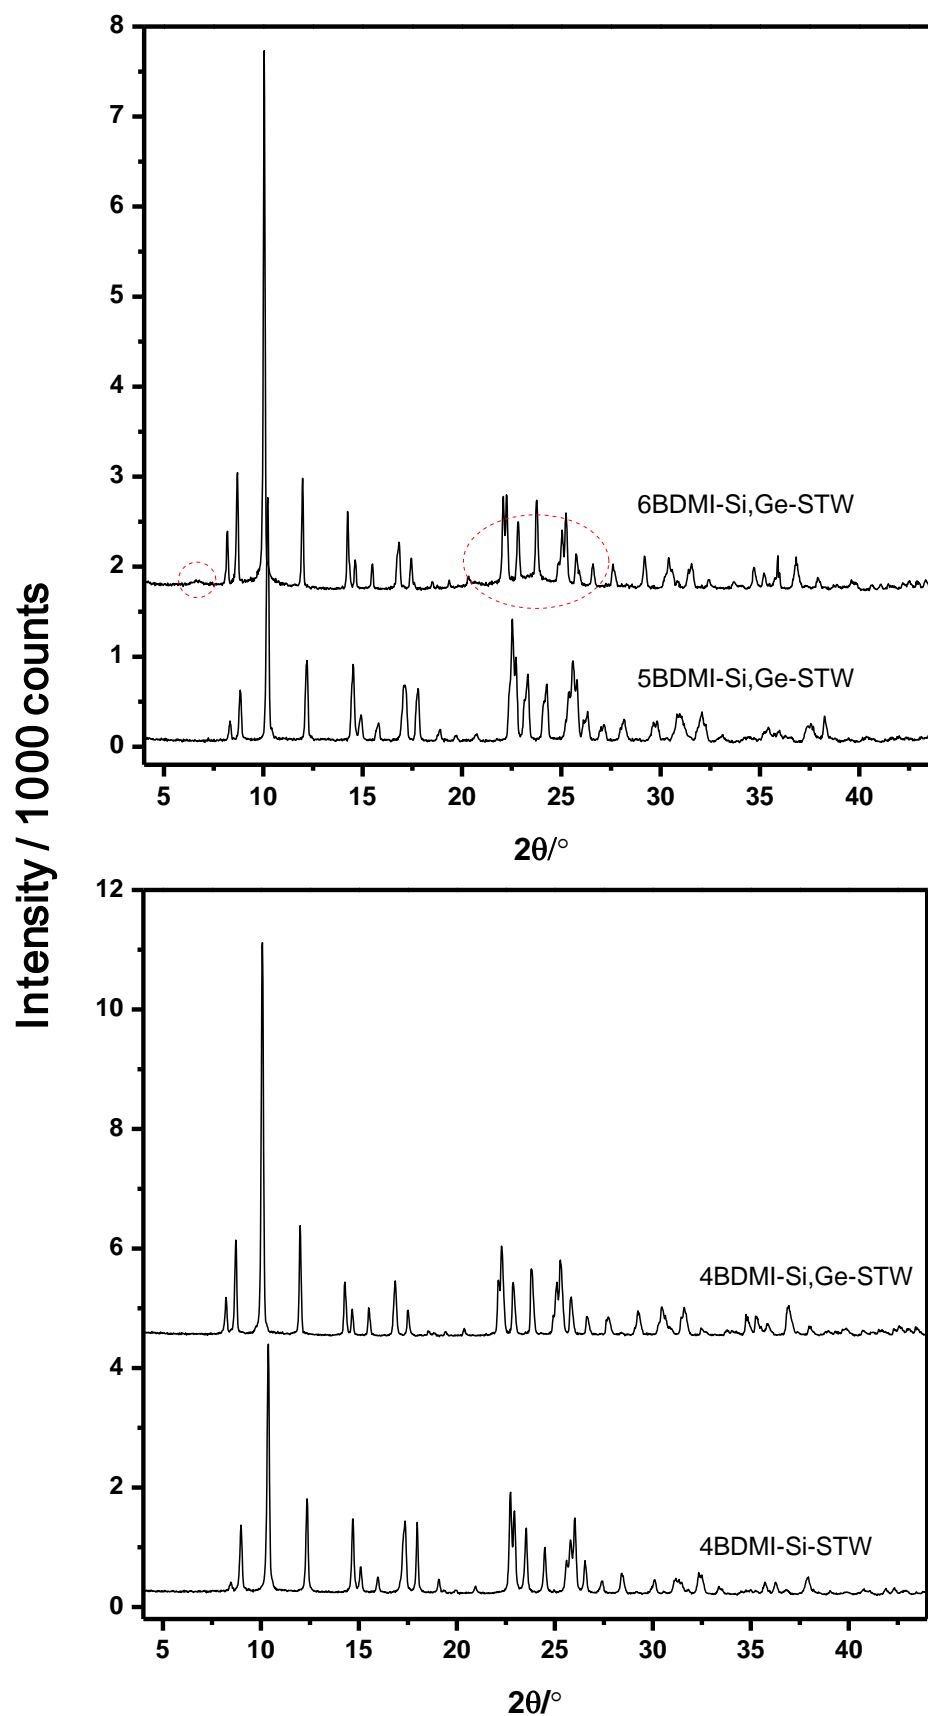 Intensity / 1000 counts
8
7
6
5
4
3
2
1
0
6BDMI-Si,Ge-STW
5BDMI-Si,Ge-STW
5 10 15 20 25 30 35 40
2θ/°
12
10
8
6
4
2
0
4BDMI-Si,Ge-STW
4BDMI-Si-STW
5 10 15 20 25 30 35 40
2θ/°